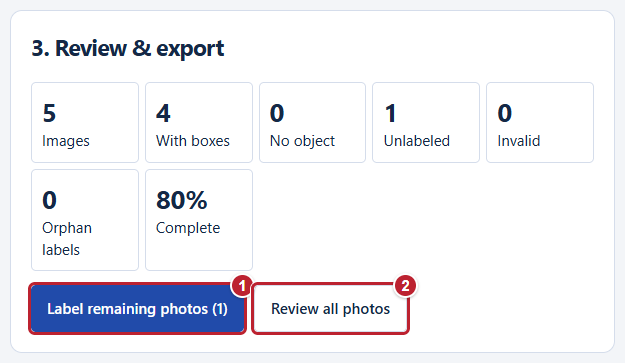 3. Review & export
5
Images
4
With boxes
0
No object
1
Unlabeled
0
Invalid
0
Orphan
labels
80%
Complete
1
Label remaining photos (1)
2
Review all photos